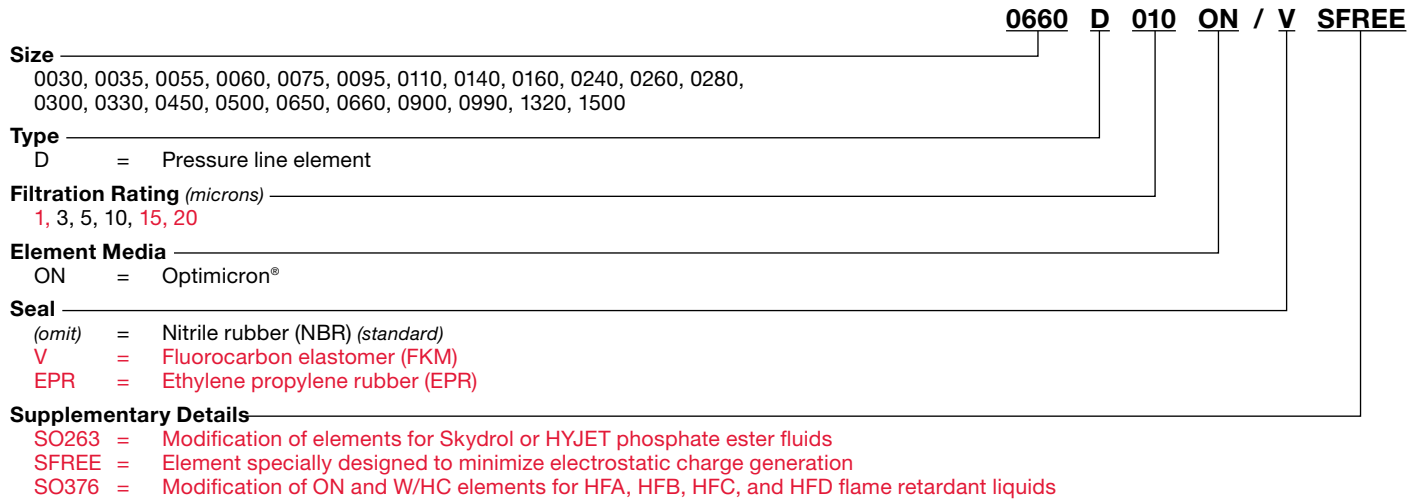 0660 D 010 ON / V SFREE
Size
0030, 0035, 0055, 0060, 0075, 0095, 0110, 0140, 0160, 0240, 0260, 0280,
0300, 0330, 0450, 0500, 0650, 0660, 0900, 0990, 1320, 1500
Type
D = Pressure line element
Filtration Rating (microns)
1, 3, 5, 10, 15, 20
Element Media
ON = Optimicron®
Seal
(omit) = Nitrile rubber (NBR) (standard)
V = Fluorocarbon elastomer (FKM)
EPR = Ethylene propylene rubber (EPR)
Supplementary Details
SO263 = Modification of elements for Skydrol or HYJET phosphate ester fluids
SFREE = Element specially designed to minimize electrostatic charge generation
SO376 = Modification of ON and W/HC elements for HFA, HFB, HFC, and HFD flame retardant liquids